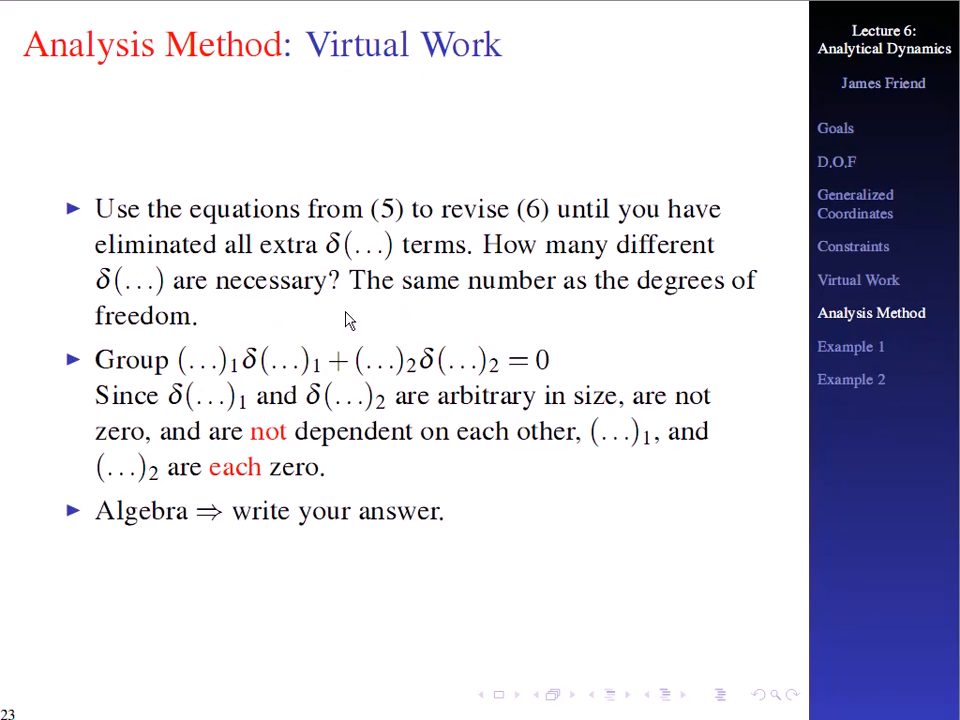 Analysis Method: Virtual Work
Use the equations from (5) to revise (6) until you have
eliminated all extra δ(...) terms. How many different
δ(...) are necessary? The same number as the degrees of
freedom.
Group (...)₁δ(...)₁ + (...)₂δ(...)₂ = 0
Since δ(...)₁ and δ(...)₂ are arbitrary in size, are not
zero, and are not dependent on each other, (...)₁, and
(...)₂ are each zero.
Algebra ⇒ write your answer.
23
Lecture 6:
Analytical Dynamics
James Friend
Goals
D.O.F
Generalized
Coordinates
Constraints
Virtual Work
Analysis Method
Example 1
Example 2